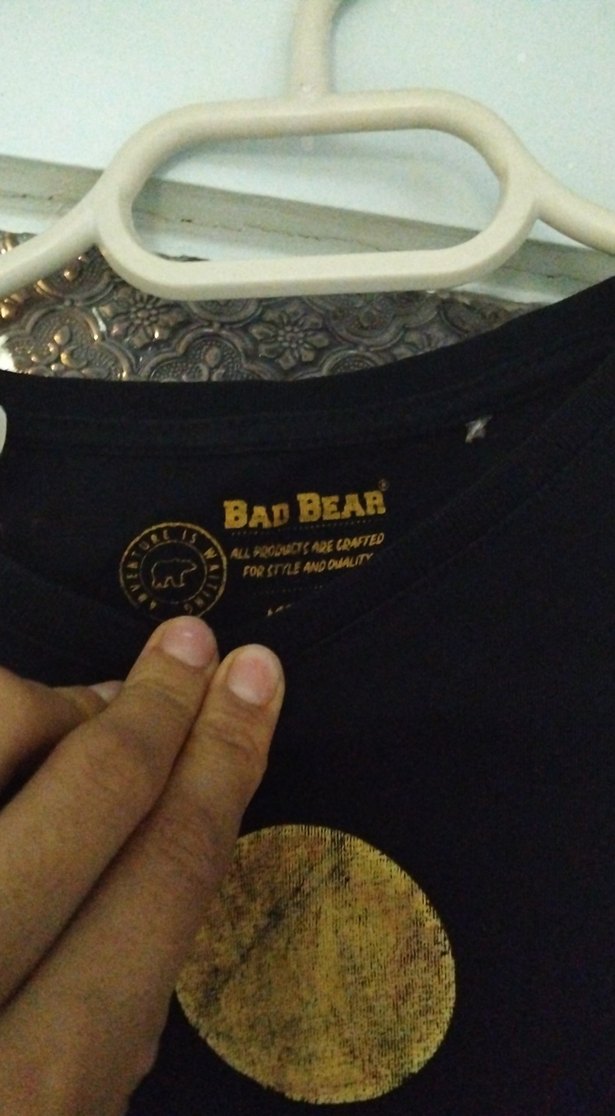 BAD BEAR®
ALL PRODUCTS ARE CRAFTED
FOR STYLE AND QUALITY
ADVENTURE IS WAITING